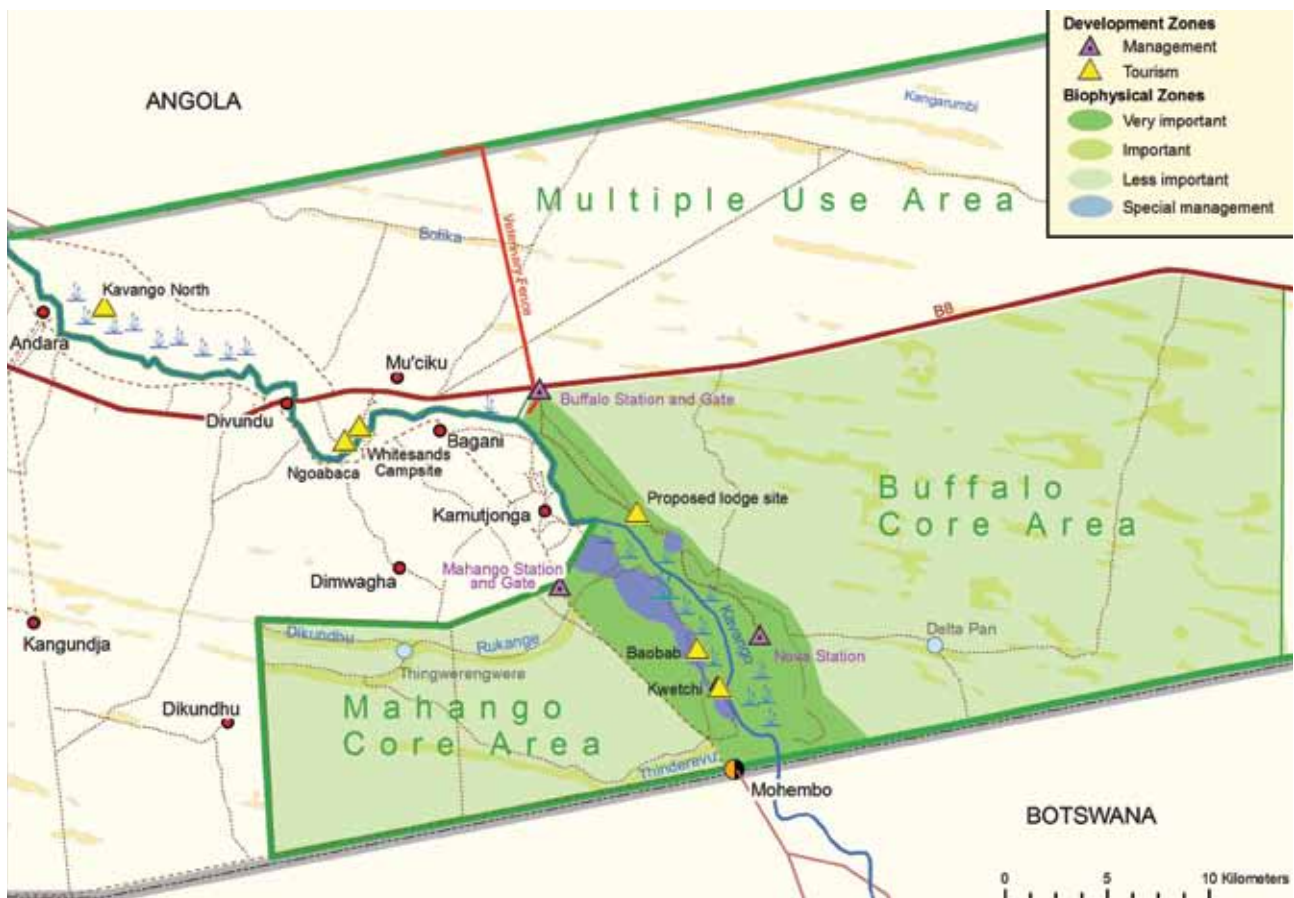 Development Zones
Management
Tourism
Biophysical Zones
Very important
Important
Less important
Special management
ANGOLA
Kangarumbi
Multiple Use Area
Botika
Veterinary Fence
Kavango North
Andara
B8
Mu'ciku
Buffalo Station and Gate
Divundu
Bagani
Whitesands
Campsite
Ngoabaca
Buffalo
Core Area
Proposed lodge site
Kamutjonga
Mahango Station
and Gate
Dimwagha
Kavango
Kangundja
Dikundhu
Rukange
Delta Pan
Baobab
Nova Station
Thingwerengwere
Kwetchi
Dikundhu
Mahango
Core Area
Thinderevu
Mohembo
BOTSWANA
0 5 10 Kilometers